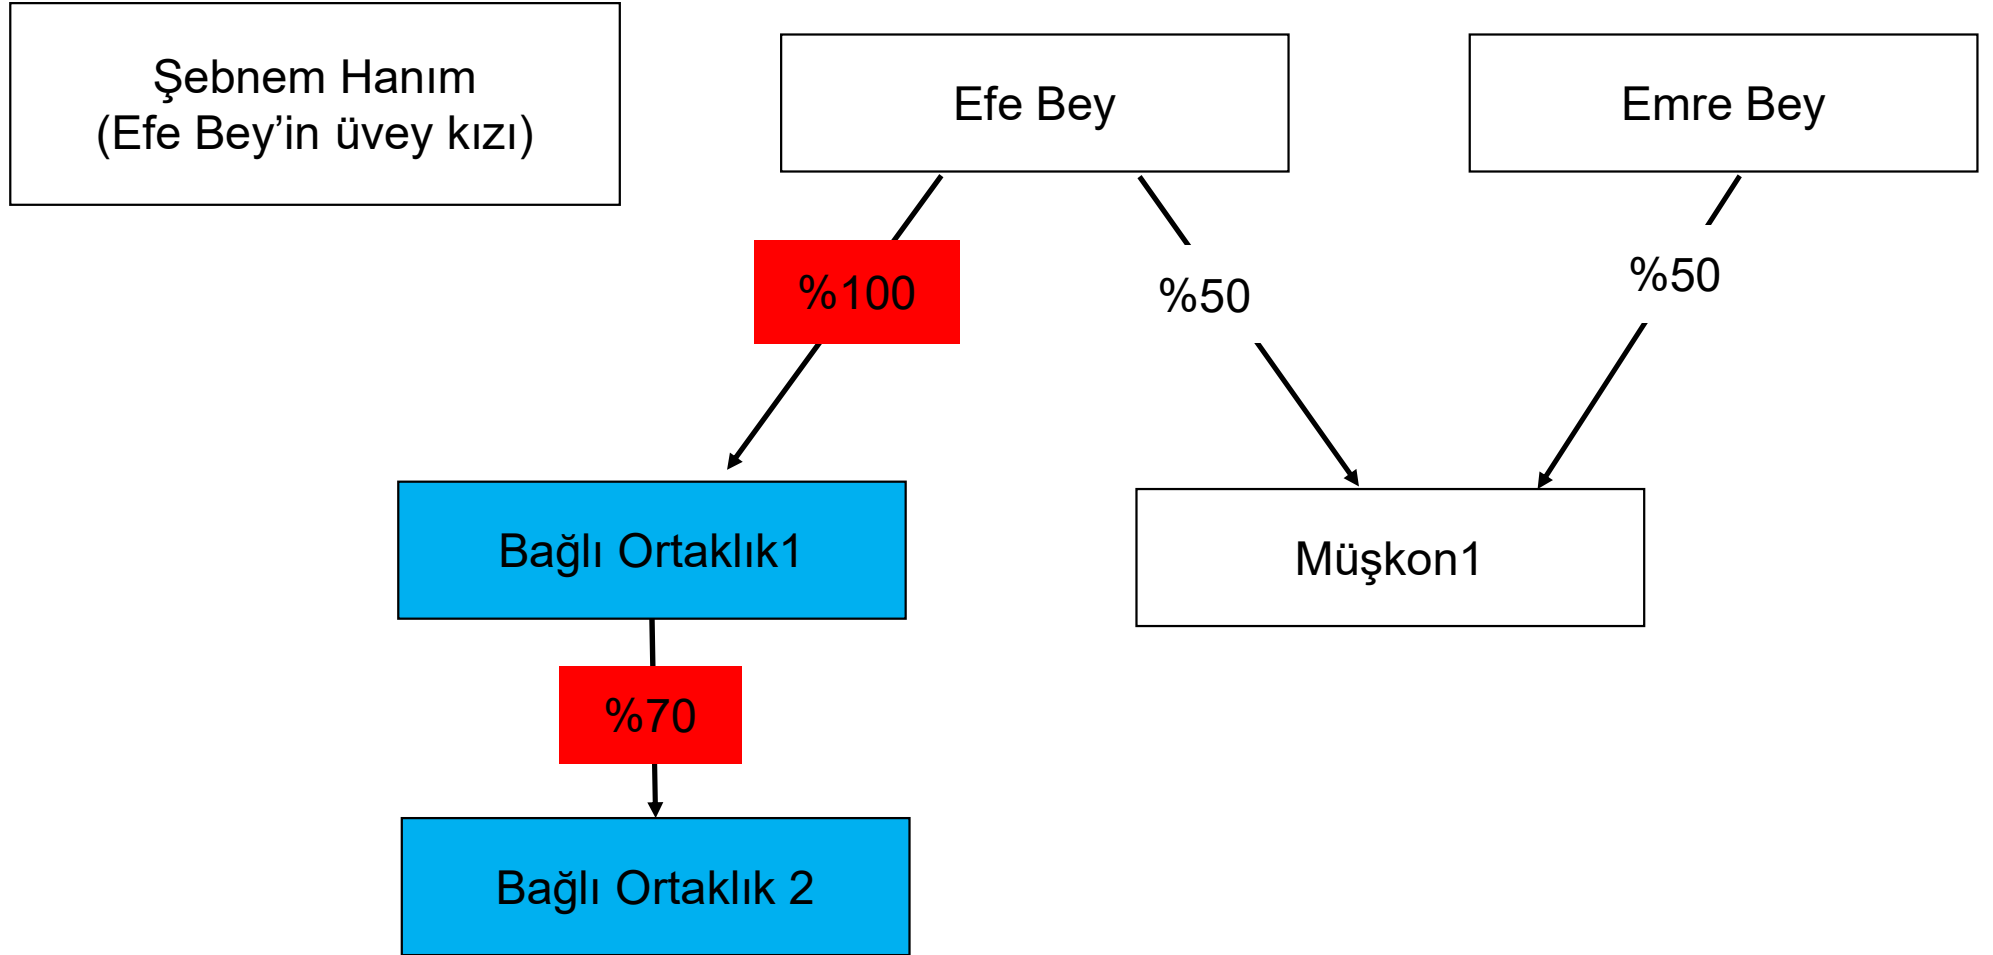 Şebnem Hanım
(Efe Bey’in üvey kızı)
Efe Bey
Emre Bey
%100
%50
%50
Bağlı Ortaklık1
Müşkon1
%70
Bağlı Ortaklık 2